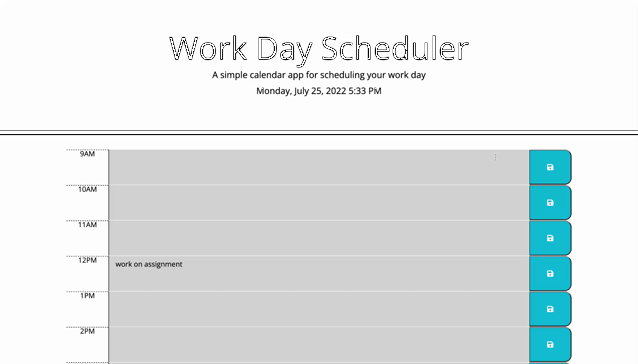 Work Day Scheduler
A simple calendar app for scheduling your work day
Monday, July 25, 2022 5:33 PM
9AM
10AM
11AM
12PM work on assignment
1PM
2PM